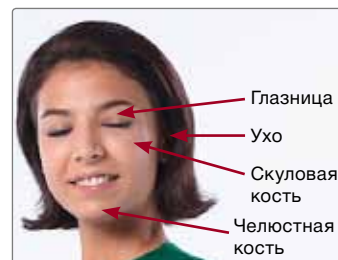 Глазница
Ухо
Скуловая
кость
Челюстная
кость